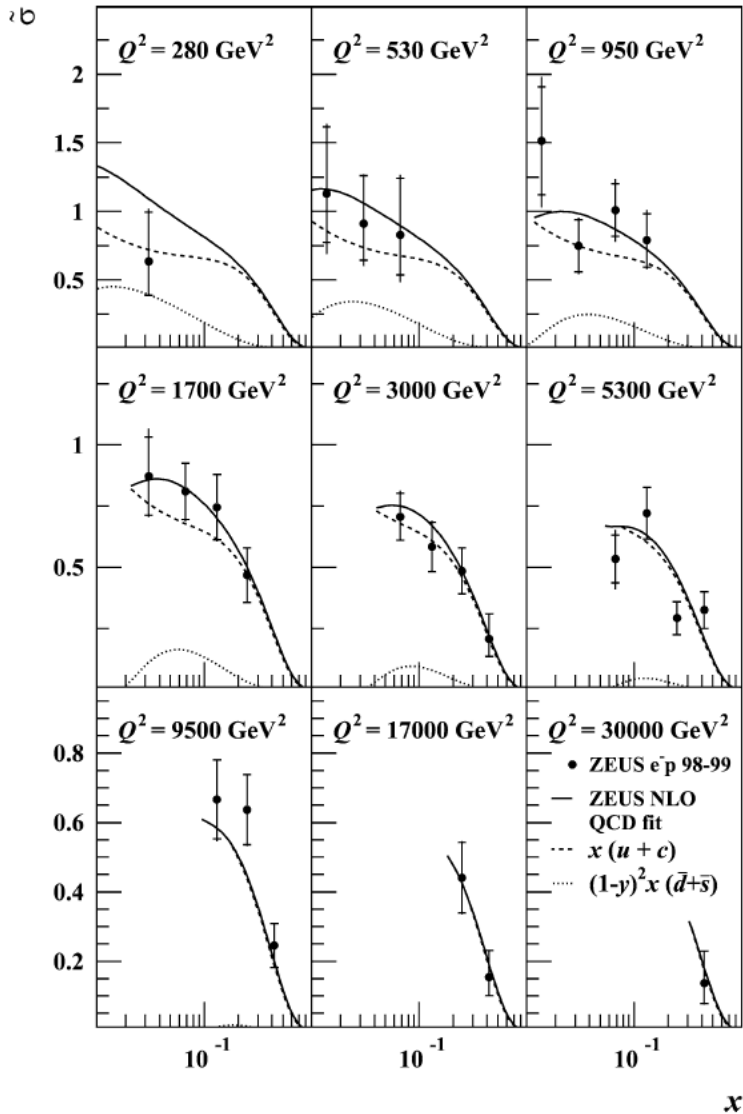 σ̃
Q² = 280 GeV²
Q² = 530 GeV²
Q² = 950 GeV²
2
1.5
1
0.5
Q² = 1700 GeV²
Q² = 3000 GeV²
Q² = 5300 GeV²
1
0.5
Q² = 9500 GeV²
Q² = 17000 GeV²
Q² = 30000 GeV²
0.8
0.6
0.4
0.2
ZEUS e⁻p 98-99
ZEUS NLO
QCD fit
x (u + c)
(1-y)² x (d̄+s̄)
10⁻¹
10⁻¹
10⁻¹
x